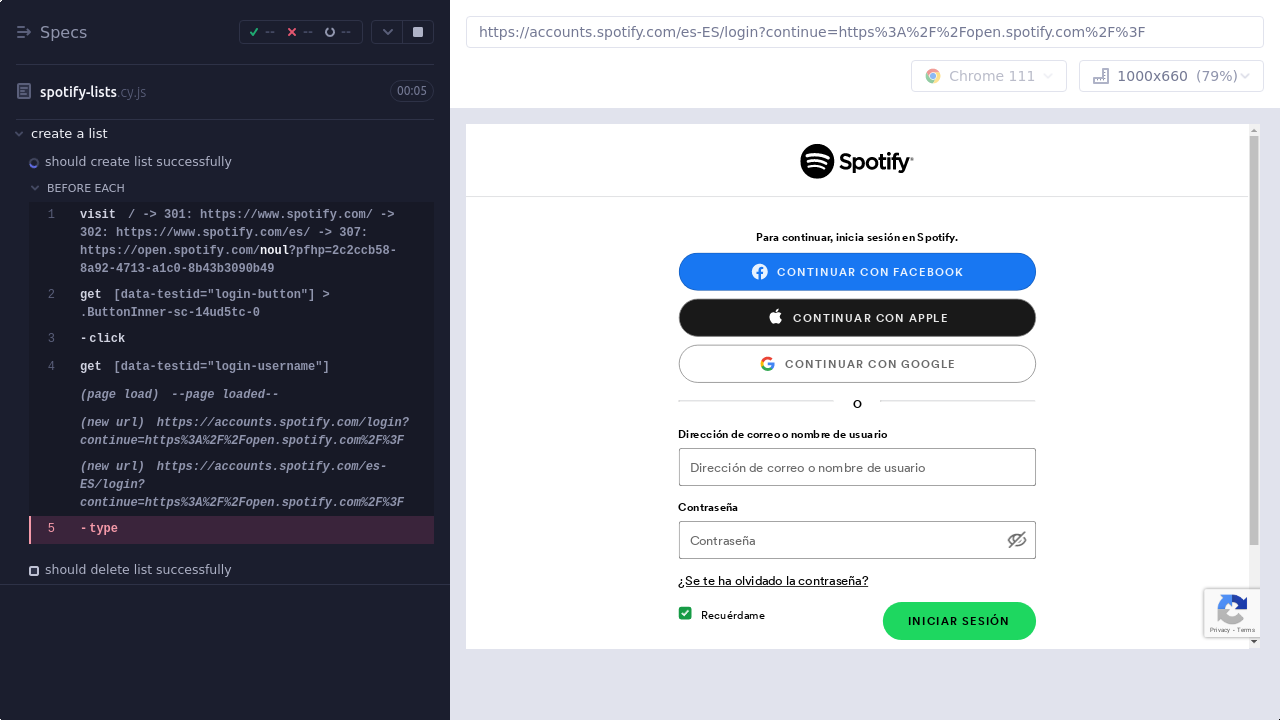 Specs
--
--
--
https://accounts.spotify.com/es-ES/login?continue=https%3A%2F%2Fopen.spotify.com%2F%3F
Chrome 111
1000x660 (79%)
spotify-lists.cy.js
00:05
create a list
should create list successfully
BEFORE EACH
1 visit / -> 301: https://www.spotify.com/ ->
302: https://www.spotify.com/es/ -> 307:
https://open.spotify.com/noul?pfhp=2c2ccb58-
8a92-4713-a1c0-8b43b3090b49
2 get [data-testid="login-button"] >
.ButtonInner-sc-14ud5tc-0
3 -click
4 get [data-testid="login-username"]
(page load) --page loaded--
(new url) https://accounts.spotify.com/login?
continue=https%3A%2F%2Fopen.spotify.com%2F%3F
(new url) https://accounts.spotify.com/es-
ES/login?
continue=https%3A%2F%2Fopen.spotify.com%2F%3F
5 -type
should delete list successfully
Spotify®
Para continuar, inicia sesión en Spotify.
CONTINUAR CON FACEBOOK
CONTINUAR CON APPLE
CONTINUAR CON GOOGLE
O
Dirección de correo o nombre de usuario
Dirección de correo o nombre de usuario
Contraseña
Contraseña
¿Se te ha olvidado la contraseña?
Recuérdame
INICIAR SESIÓN
Privacy - Terms